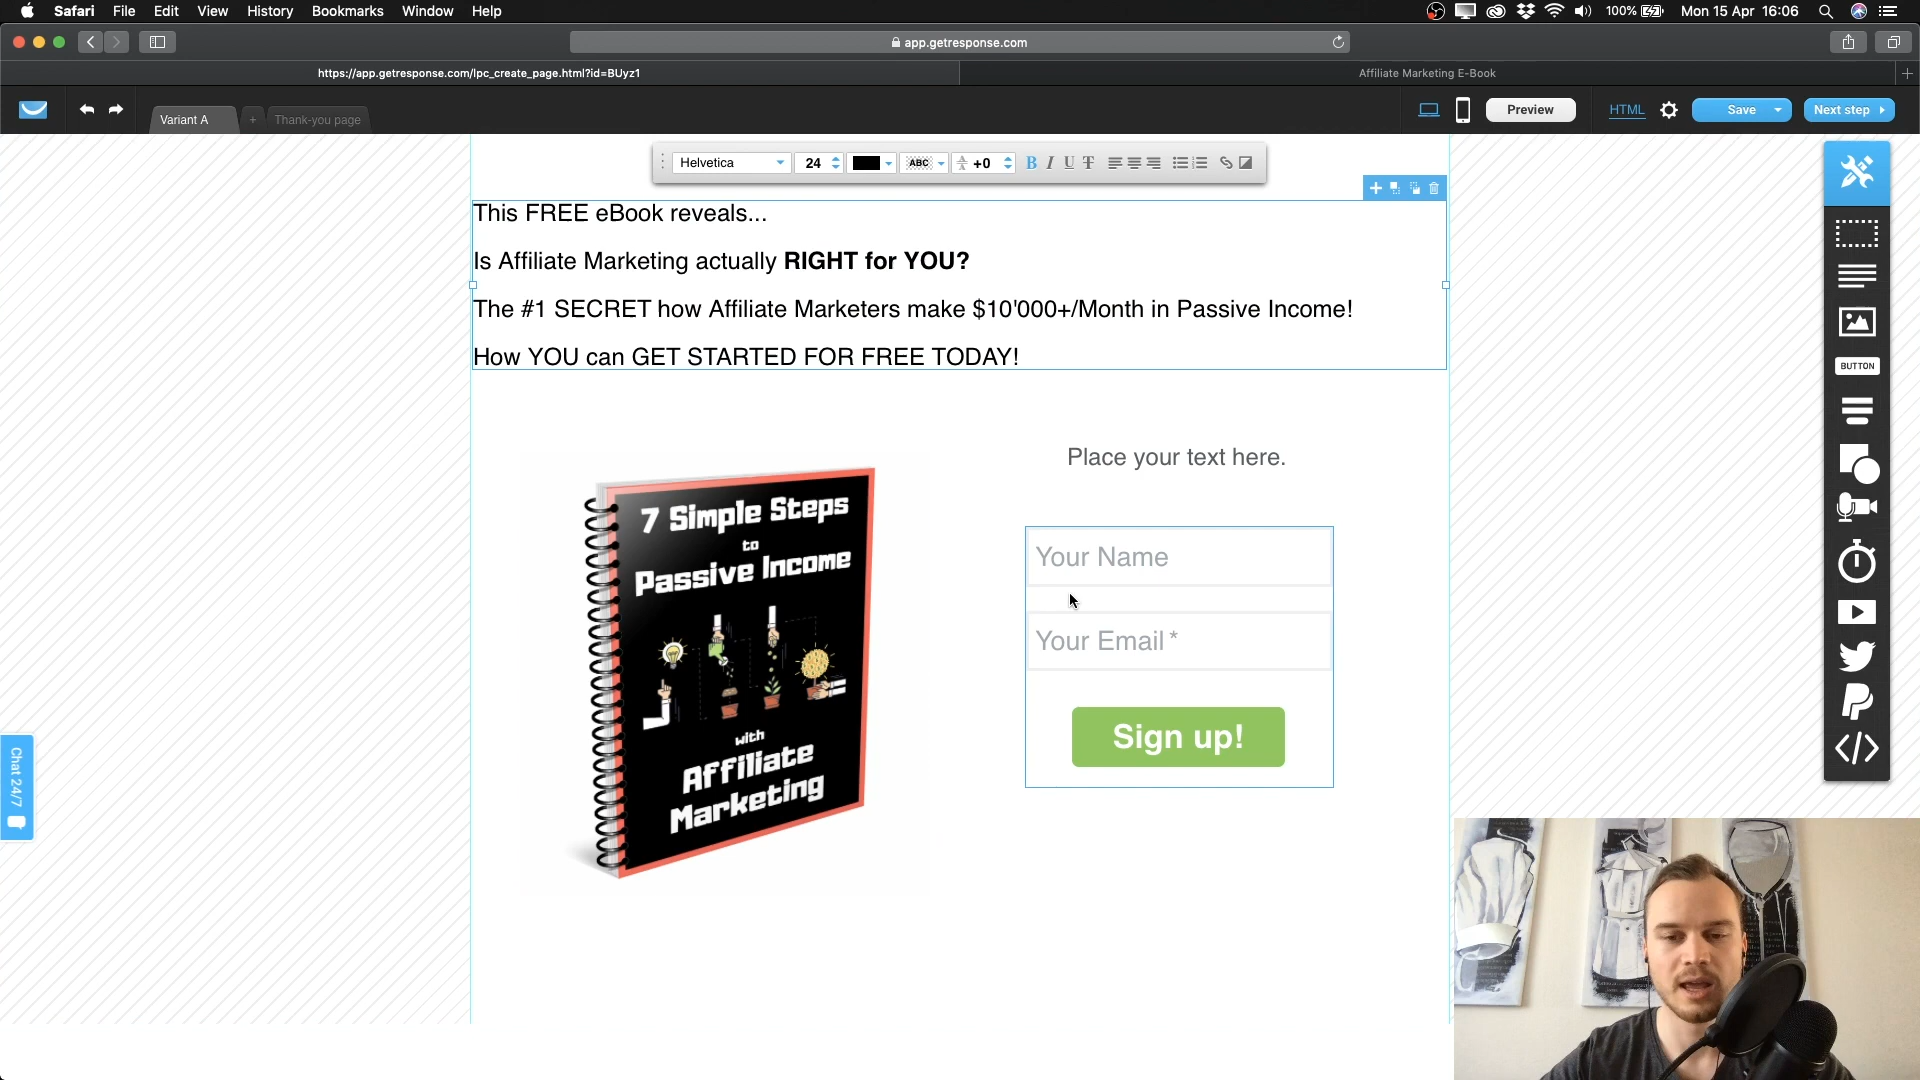 Safari File Edit View History Bookmarks Window Help 100% Mon 15 Apr 16:06
app.getresponse.com
https://app.getresponse.com/lpc_create_page.html?id=BUyz1 Affiliate Marketing E-Book
Variant A + Thank-you page Preview HTML Save Next step
Helvetica 24 ABC +0 B I U T
This FREE eBook reveals...
Is Affiliate Marketing actually RIGHT for YOU?
The #1 SECRET how Affiliate Marketers make $10'000+/Month in Passive Income!
How YOU can GET STARTED FOR FREE TODAY!
BUTTON
Place your text here.
7 Simple Steps
to
Passive Income
with
Affiliate
Marketing
Your Name
Your Email *
Sign up!
Chat 24/7